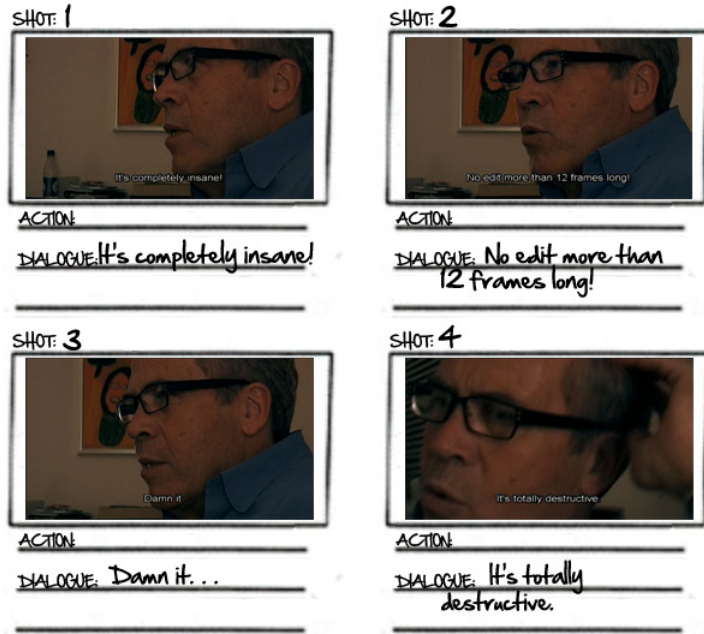 SHOT: 1
It's completely insane!
ACTION:
DIALOGUE: It's completely insane!
SHOT: 2
No edit more than 12 frames long!
ACTION:
DIALOGUE: No edit more than
12 frames long!
SHOT: 3
Damn it
ACTION:
DIALOGUE: Damn it...
SHOT: 4
It's totally destructive.
ACTION:
DIALOGUE: It's totally
destructive.